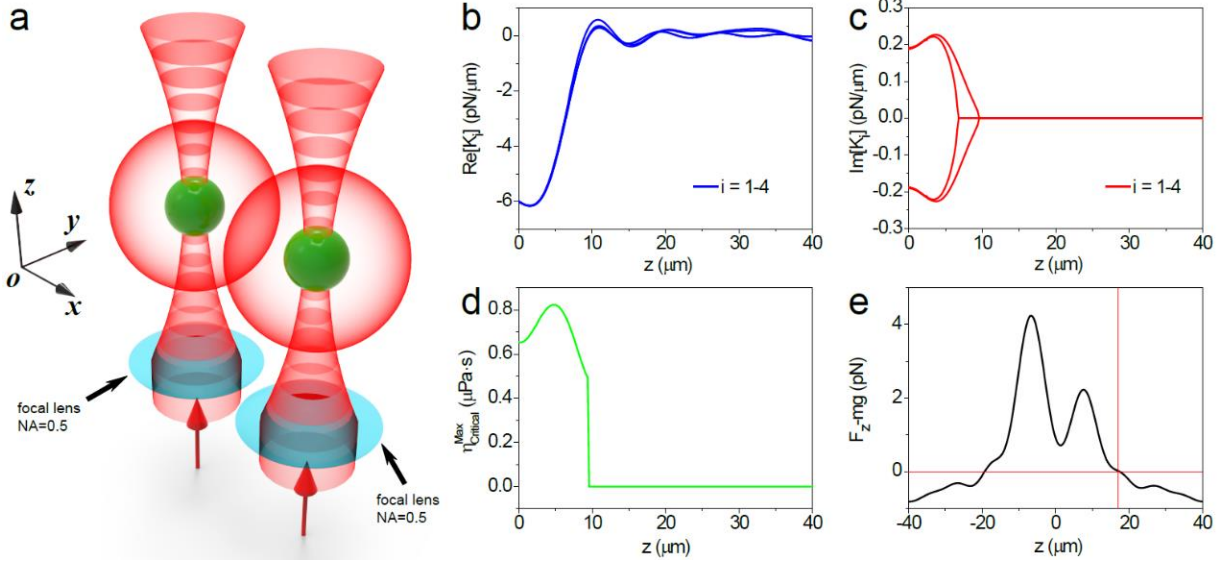 a
z
y
o
x
focal lens
NA=0.5
focal lens
NA=0.5
b
Re[Kᵢ] (pN/μm)
0
-2
-4
-6
i = 1-4
0 10 20 30 40
z (μm)
c
Im[Kᵢ] (pN/μm)
0.3
0.2
0.1
0.0
-0.1
-0.2
-0.3
i = 1-4
0 10 20 30 40
z (μm)
d
η Max Critical (μPa·s)
0.8
0.6
0.4
0.2
0.0
0 10 20 30 40
z (μm)
e
F_z-mg (pN)
4
2
0
-40 -20 0 20 40
z (μm)